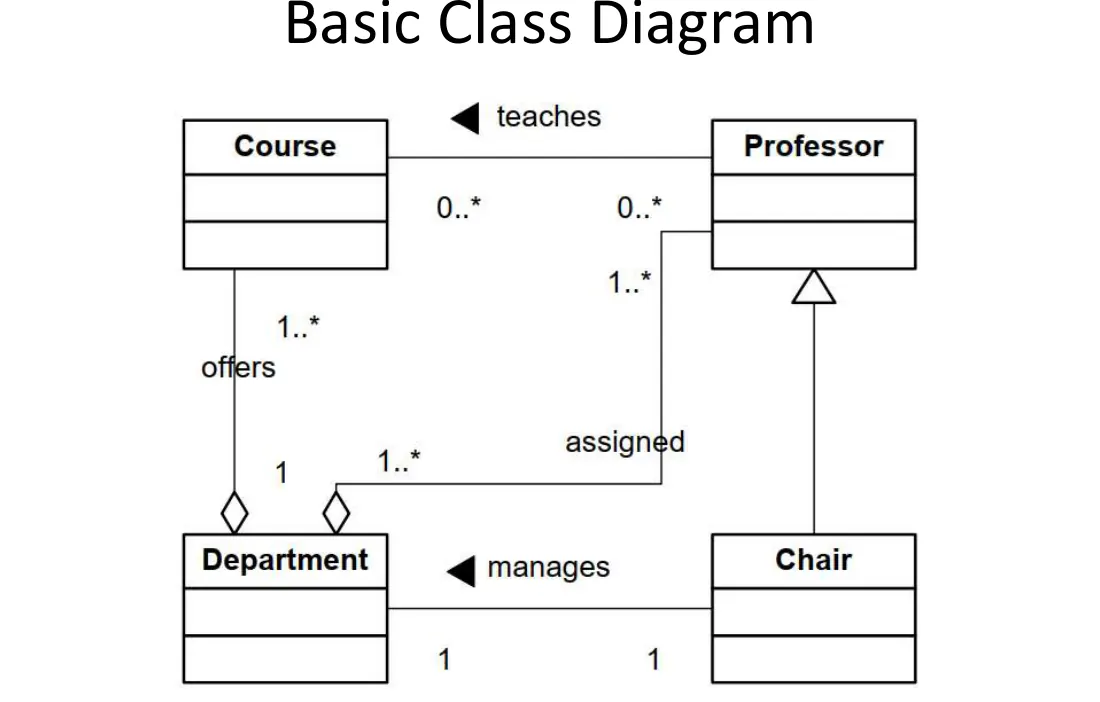 Basic Class Diagram
teaches
Course
Professor
0..*
0..*
1..*
1..*
offers
assigned
1..*
1
Department
manages
Chair
1
1